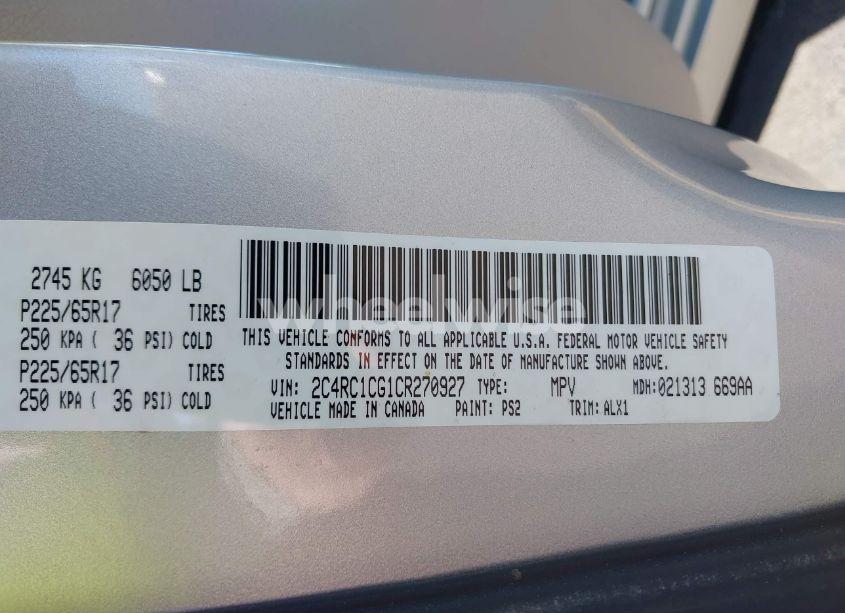 2745 KG 6050 LB
P225/65R17 TIRES
250 KPA ( 36 PSI) COLD
P225/65R17 TIRES
250 KPA ( 36 PSI) COLD
THIS VEHICLE CONFORMS TO ALL APPLICABLE U.S.A. FEDERAL MOTOR VEHICLE SAFETY
STANDARDS IN EFFECT ON THE DATE OF MANUFACTURE SHOWN ABOVE.
VIN: 2C4RC1CG1CR270927 TYPE: MPV MDH:021313 669AA
VEHICLE MADE IN CANADA PAINT: PS2 TRIM: ALX1
wheelwise